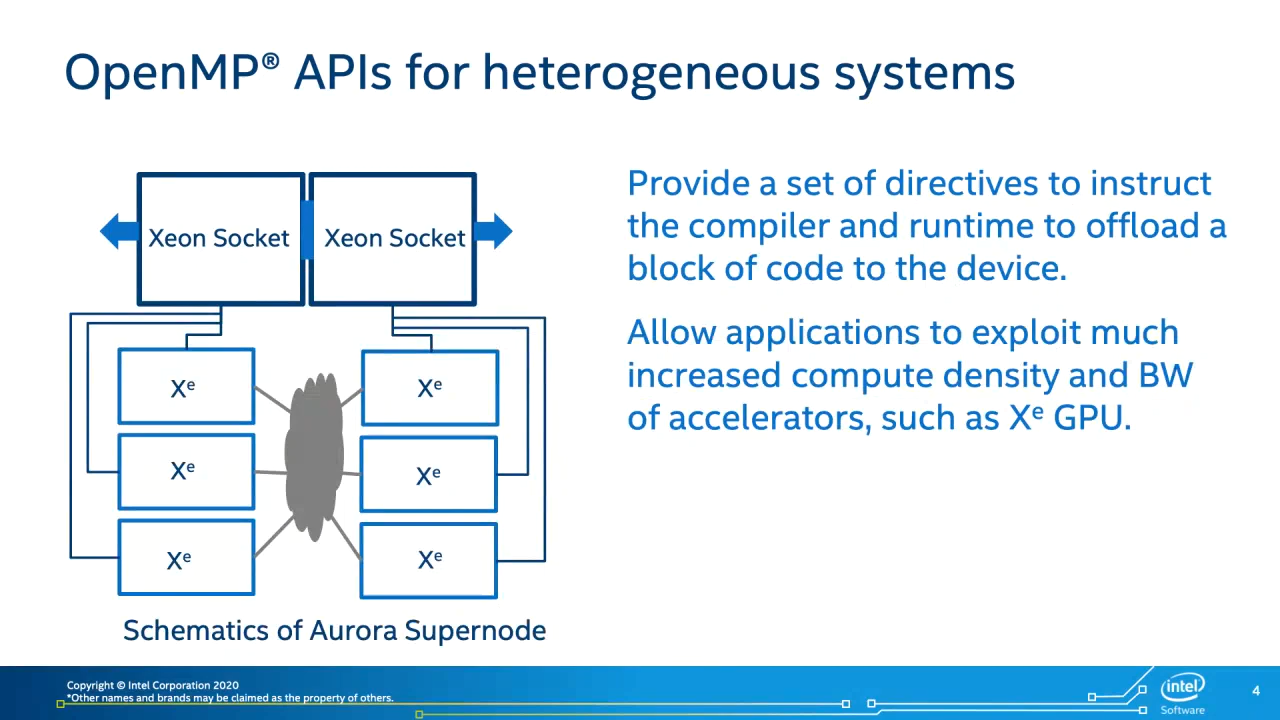 OpenMP® APIs for heterogeneous systems
Xeon Socket
Xeon Socket
Xᵉ
Xᵉ
Xᵉ
Xᵉ
Xᵉ
Xᵉ
Schematics of Aurora Supernode
Provide a set of directives to instruct
the compiler and runtime to offload a
block of code to the device.
Allow applications to exploit much
increased compute density and BW
of accelerators, such as Xᵉ GPU.
Copyright © Intel Corporation 2020
*Other names and brands may be claimed as the property of others.
intel
Software
4